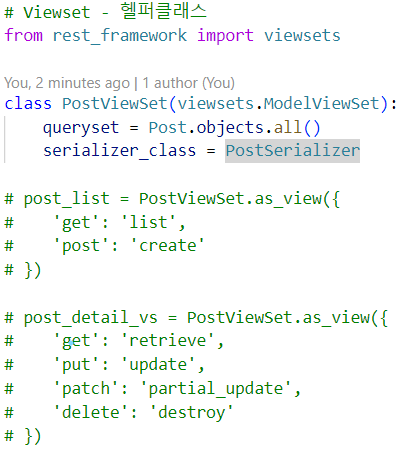 # Viewset - 헬퍼클래스
from rest_framework import viewsets
You, 2 minutes ago | 1 author (You)
class PostViewSet(viewsets.ModelViewSet):
    queryset = Post.objects.all()
    serializer_class = PostSerializer
# post_list = PostViewSet.as_view({
#     'get': 'list',
#     'post': 'create'
# })
# post_detail_vs = PostViewSet.as_view({
#     'get': 'retrieve',
#     'put': 'update',
#     'patch': 'partial_update',
#     'delete': 'destroy'
# })